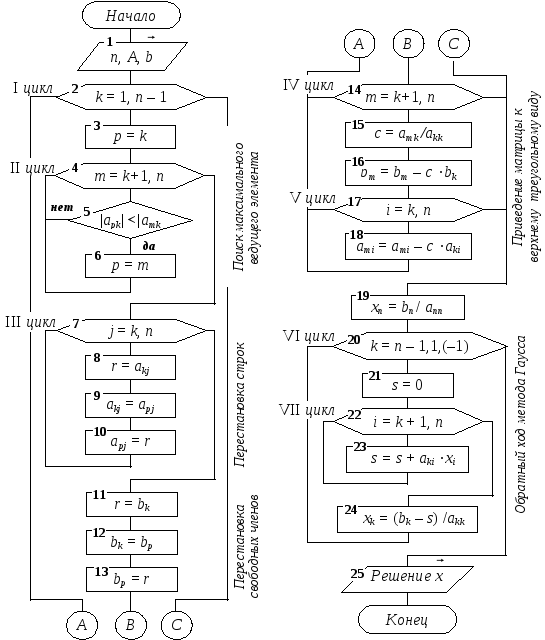 Начало
1
n, A, b
I цикл
2
k = 1, n – 1
3
p = k
II цикл
4
m = k+1, n
нет
5
|apk| < |amk
да
6
p = m
Поиск максимального
ведущего элемента
III цикл
7
j = k, n
8
r = akj
9
akj = apj
10
apj = r
Перестановка строк
11
r = bk
12
bk = bp
13
bp = r
Перестановка
свободных членов
A
B
C
A
B
C
IV цикл
14
m = k+1, n
15
c = amk/akk
16
bm = bm – c ·bk
V цикл
17
i = k, n
18
ami = ami – c ·aki
Приведение матрицы к
верхнему треугольному виду
19
xn = bn / ann
VI цикл
20
k = n – 1,1,(–1)
21
s = 0
VII цикл
22
i = k + 1, n
23
s = s + aki ·xi
24
xk = (bk – s) /akk
Обратный ход метода Гаусса
25
Решение x
Конец